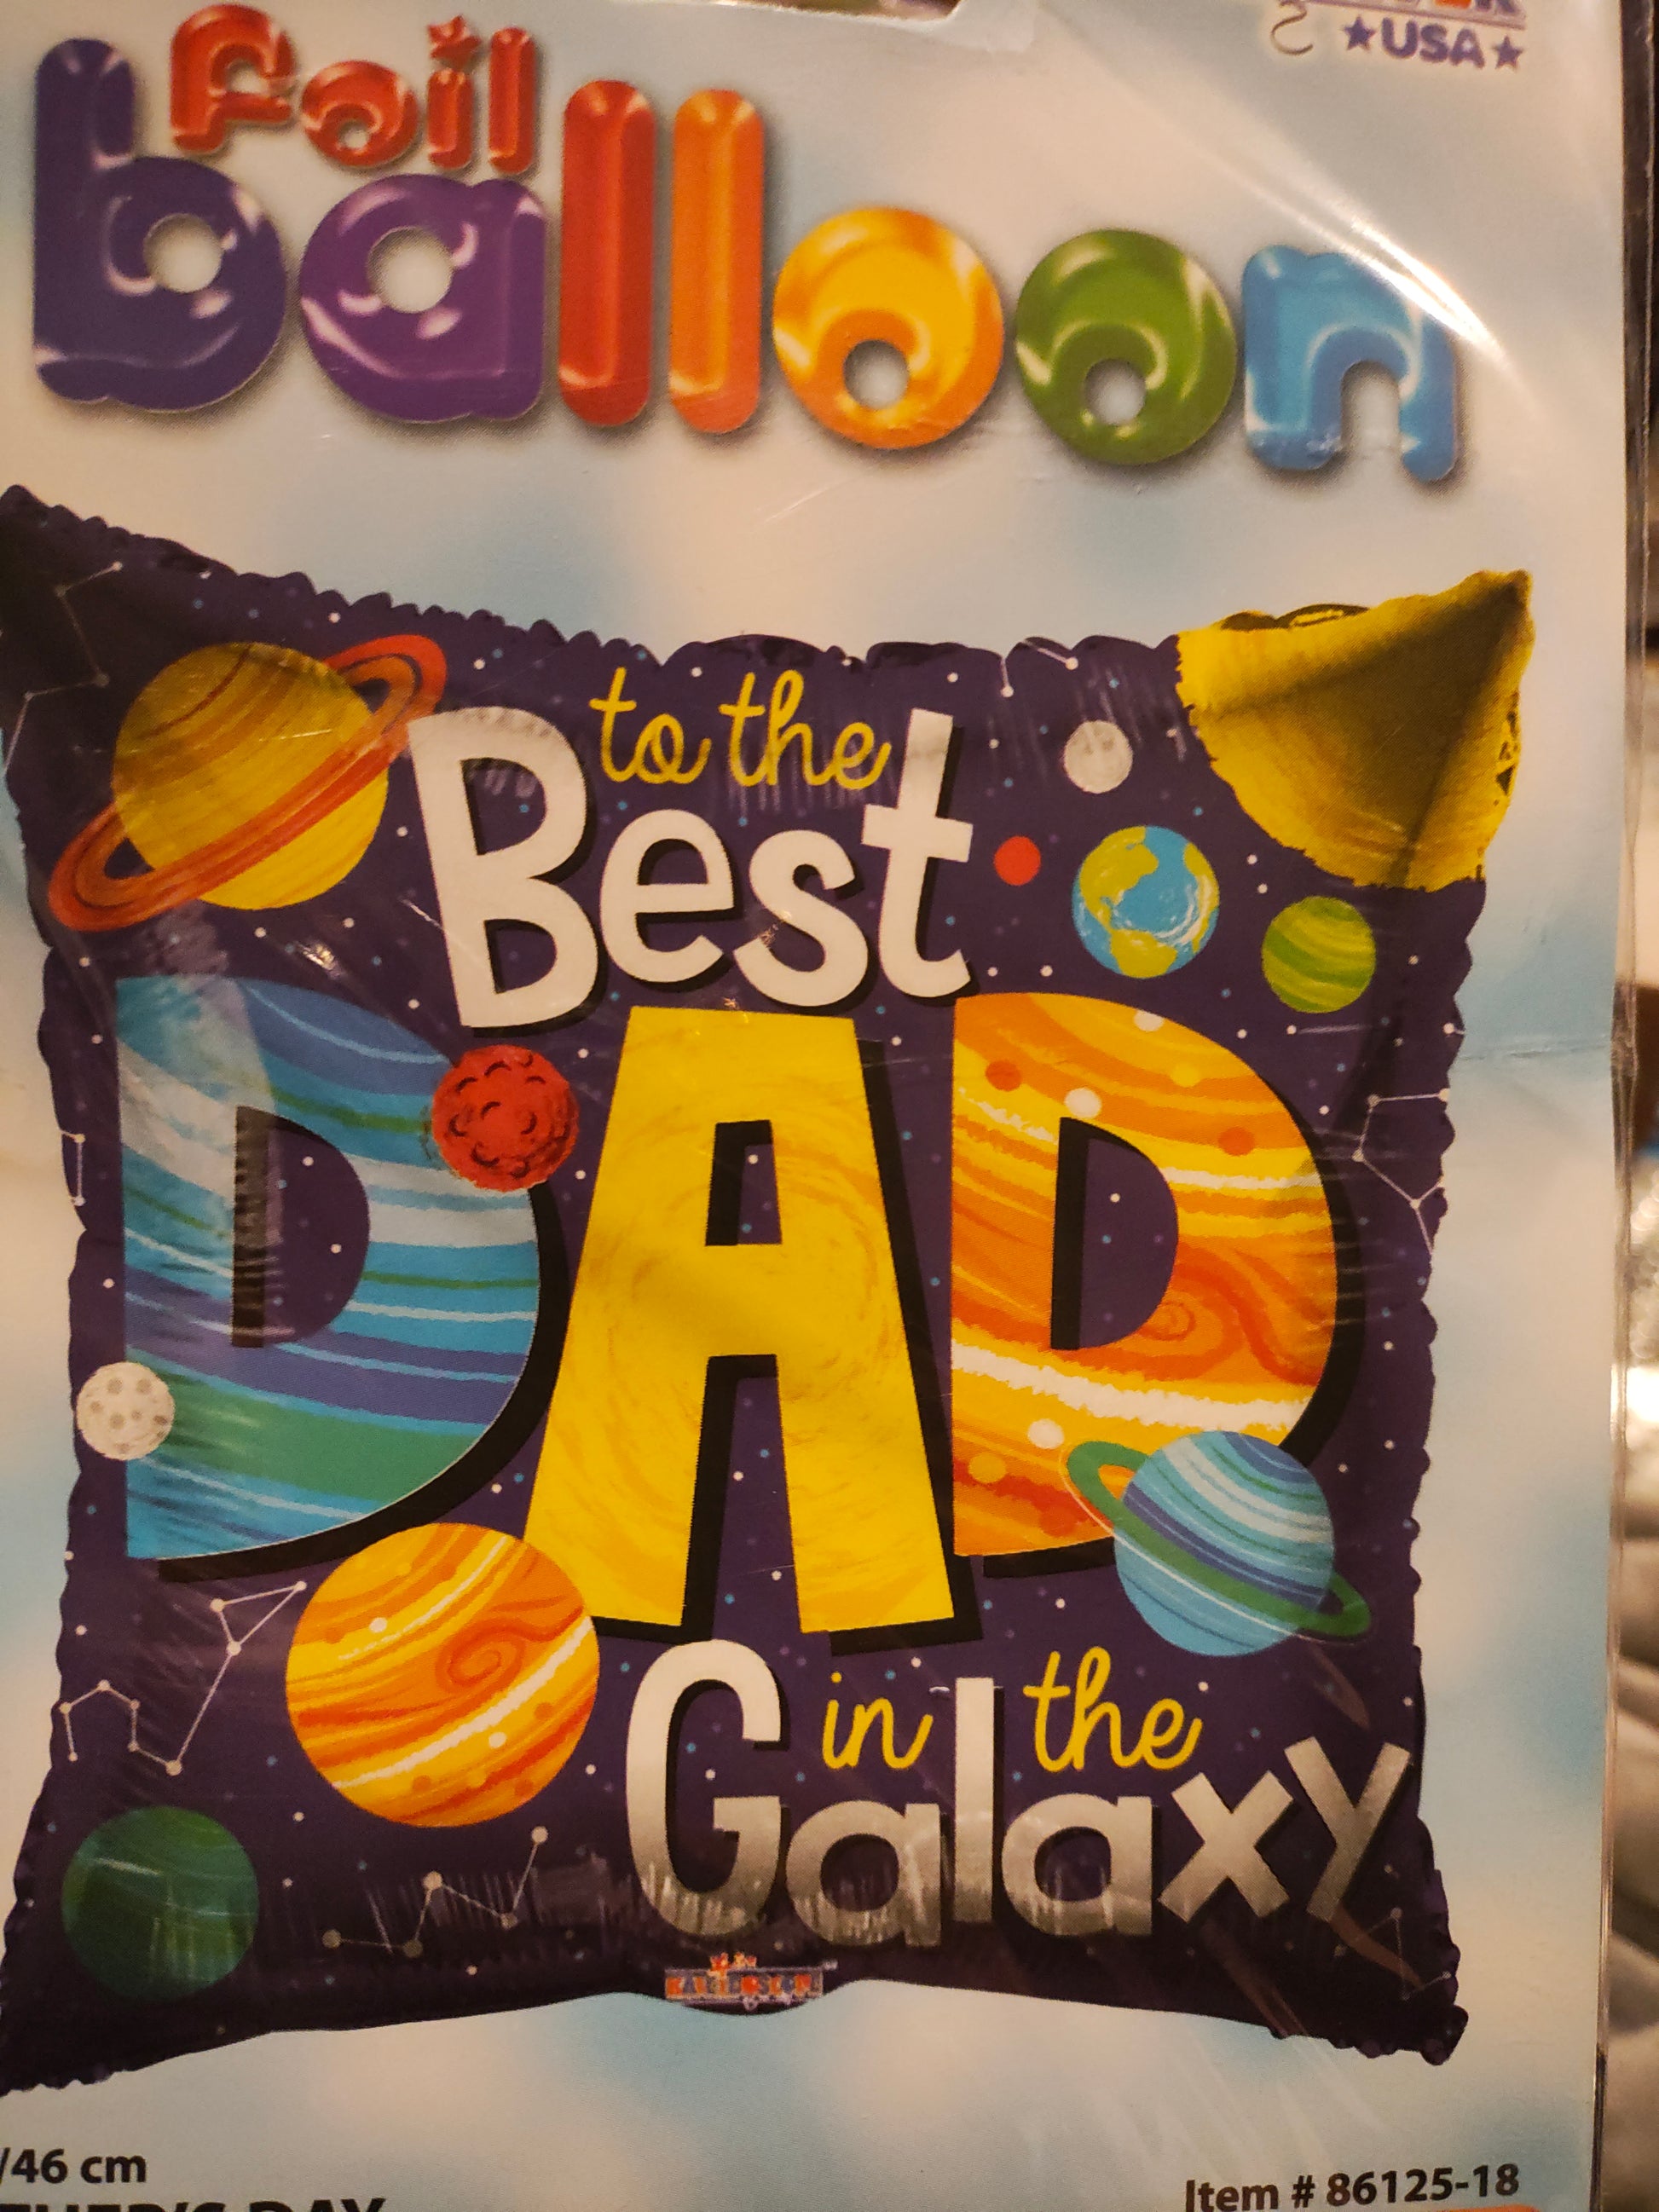 ★USA★
foil
balloon
to the
Best
DAD
in the
Galaxy
/46 cm
Item # 86125-18